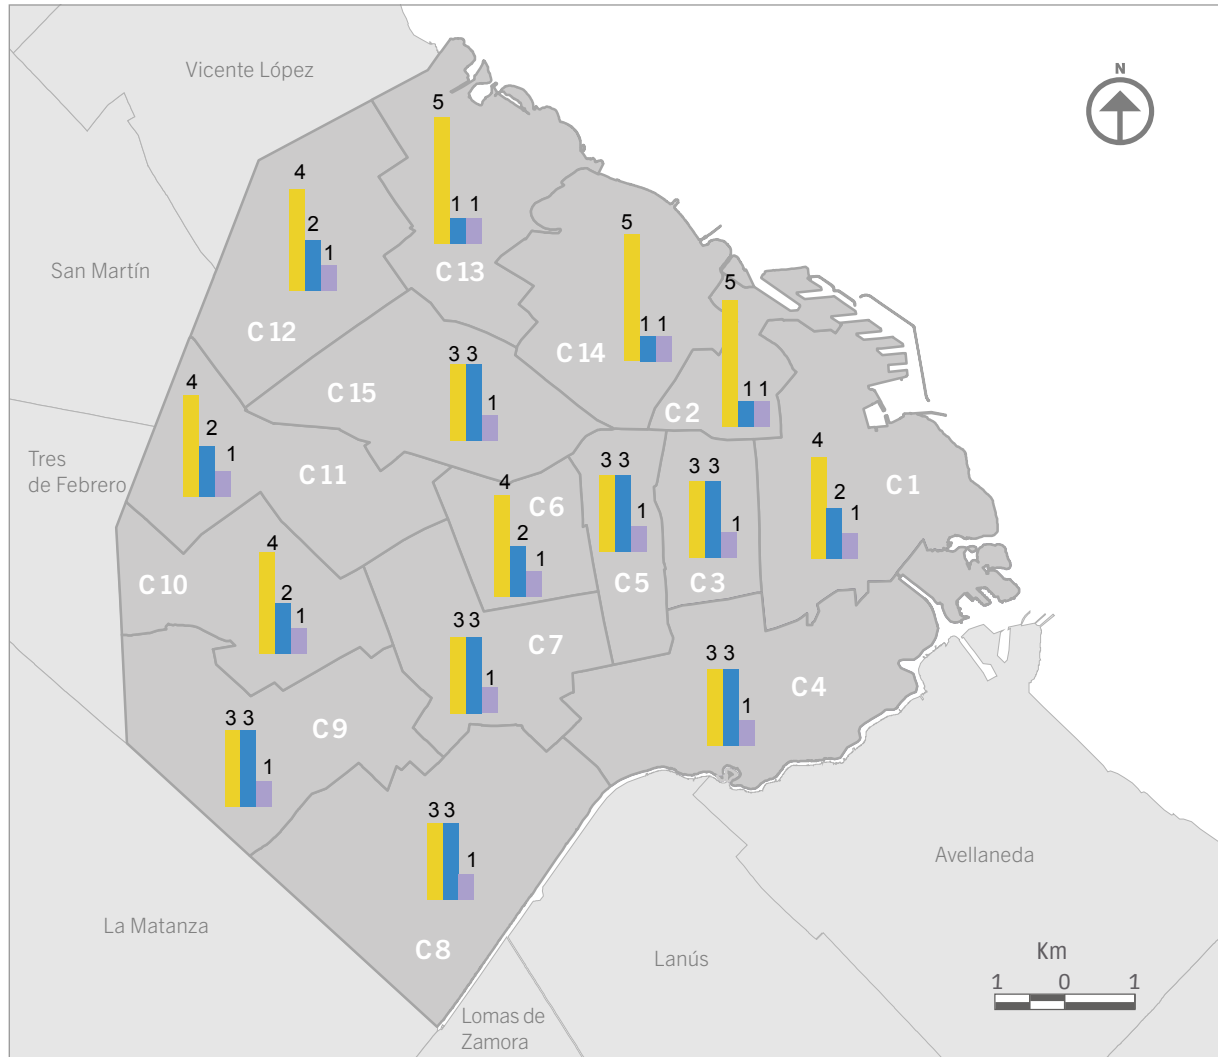 N
Vicente López
5
4
1 1
2
5
San Martín
1
C 13
5
C 12
1 1
C 14
3 3
4
C 15
1 1
C 2
1
2
4
Tres
de Febrero
1
C 11
3 3
3 3
C 1
4
C 6
2
1
1
1
4
2
C 10
1
C 5
C 3
2
1
3 3
C 7
3 3
C 4
1
3 3
C 9
1
1
3 3
Avellaneda
1
La Matanza
C 8
Lanús
Km
1 0 1
Lomas de
Zamora